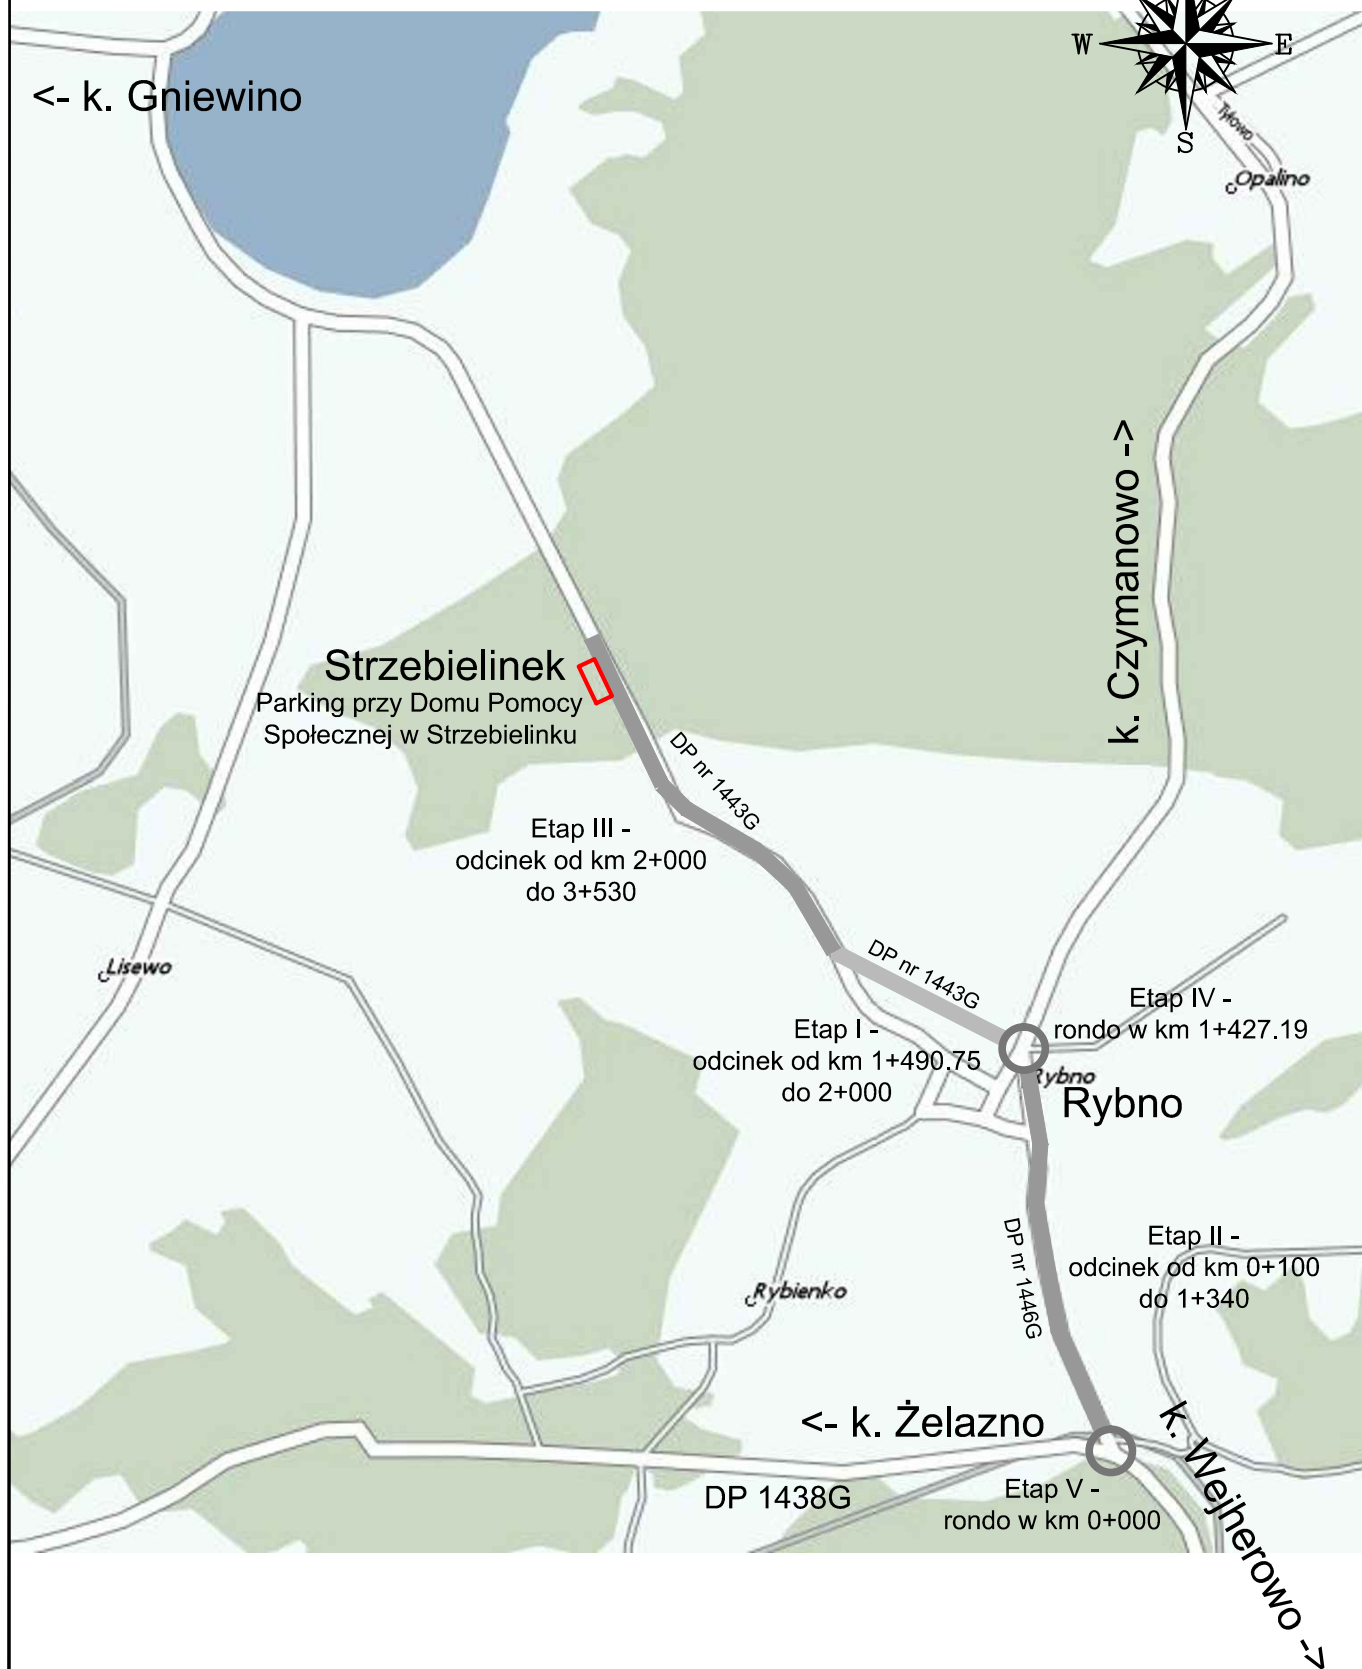 W E
S
<- k. Gniewino
Tyłowo
Opalino
k. Czymanowo ->
Strzebielinek
Parking przy Domu Pomocy
Społecznej w Strzebielinku
DP nr 1443G
Etap III -
odcinek od km 2+000
do 3+530
Lisewo
DP nr 1443G
Etap IV -
rondo w km 1+427.19
Etap I -
odcinek od km 1+490.75
do 2+000
Rybno
Rybno
DP nr 1446G
Etap II -
odcinek od km 0+100
do 1+340
Rybienko
<- k. Żelazno
k. Wejherowo ->
DP 1438G
Etap V -
rondo w km 0+000